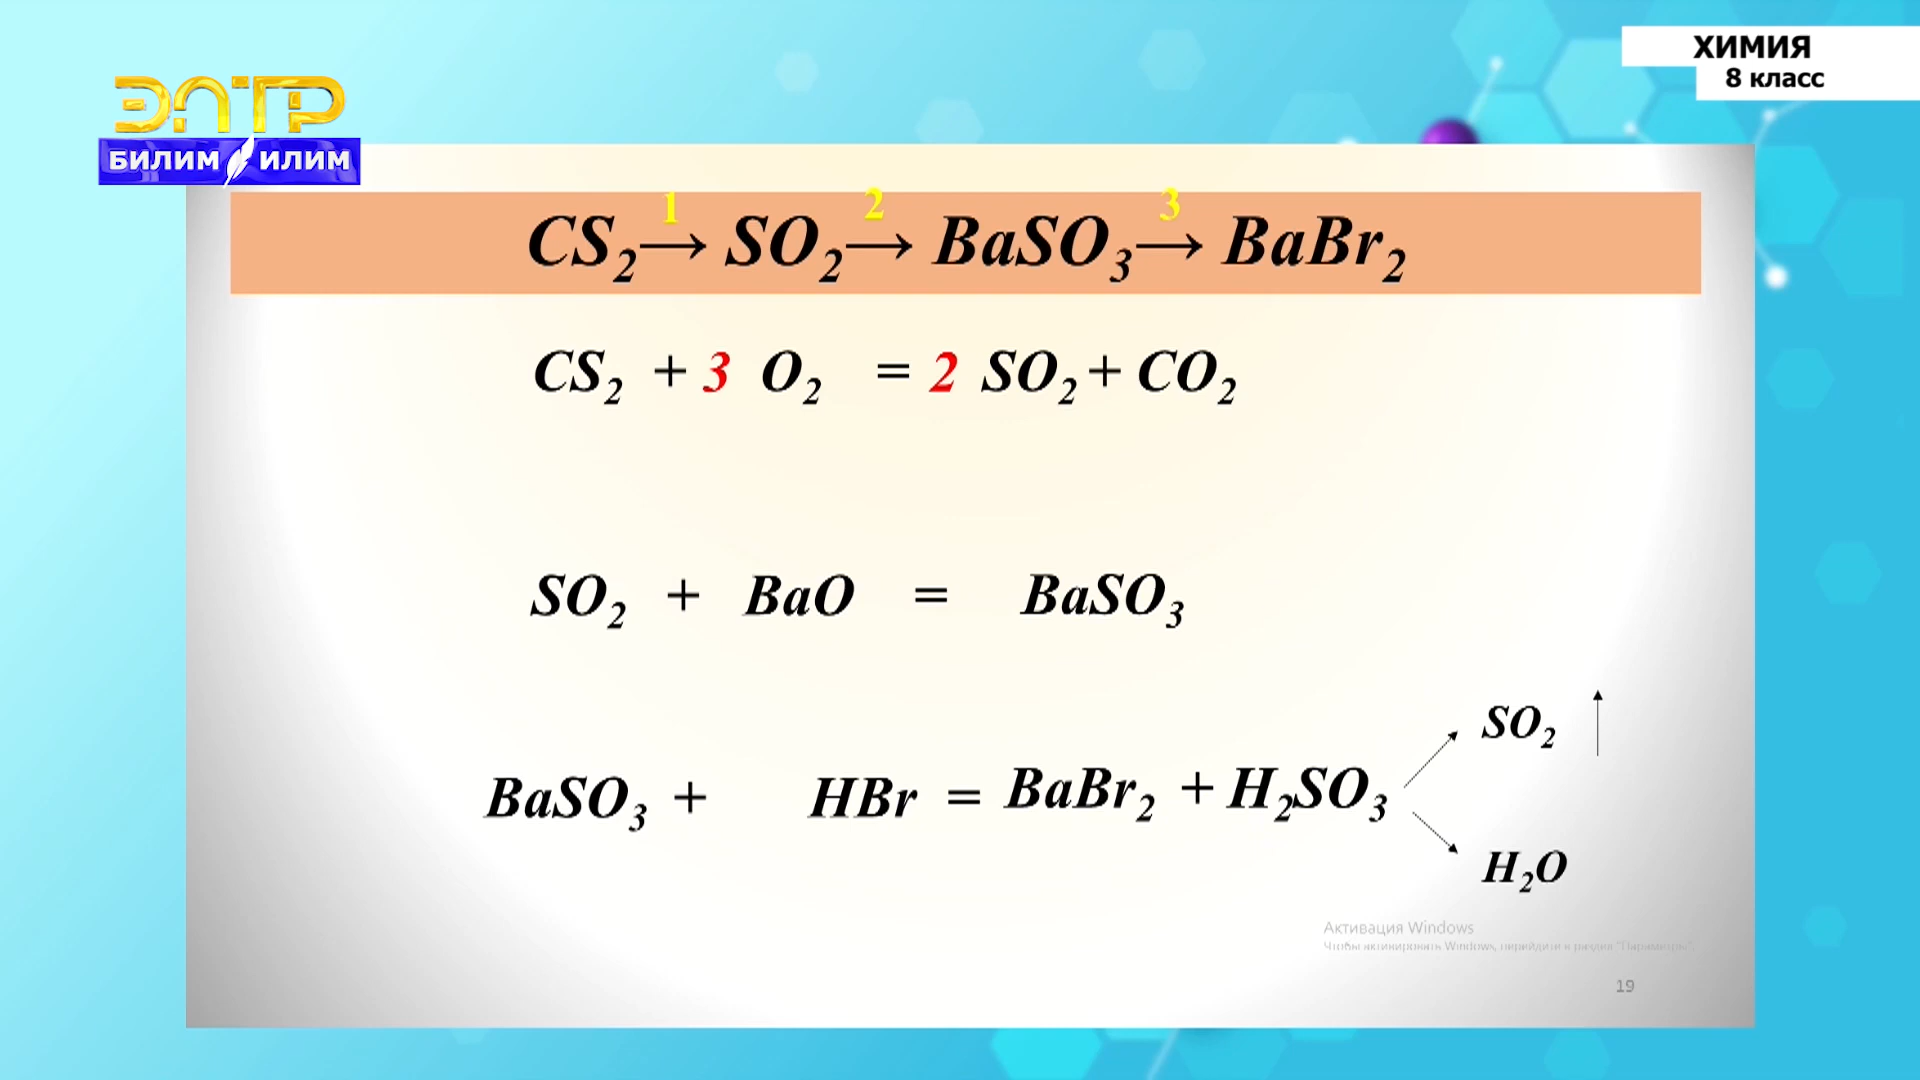 ХИМИЯ
8 класс
ЭЛТР
БИЛИМ ИЛИМ
1 2 3
CS₂→ SO₂→ BaSO₃→ BaBr₂
CS₂ + 3 O₂ = 2 SO₂ + CO₂
SO₂ + BaO = BaSO₃
SO₂
BaSO₃ + HBr = BaBr₂ + H₂SO₃
H₂O
Активация Windows
Чтобы активировать Windows, перейдите в раздел "Параметры".
19